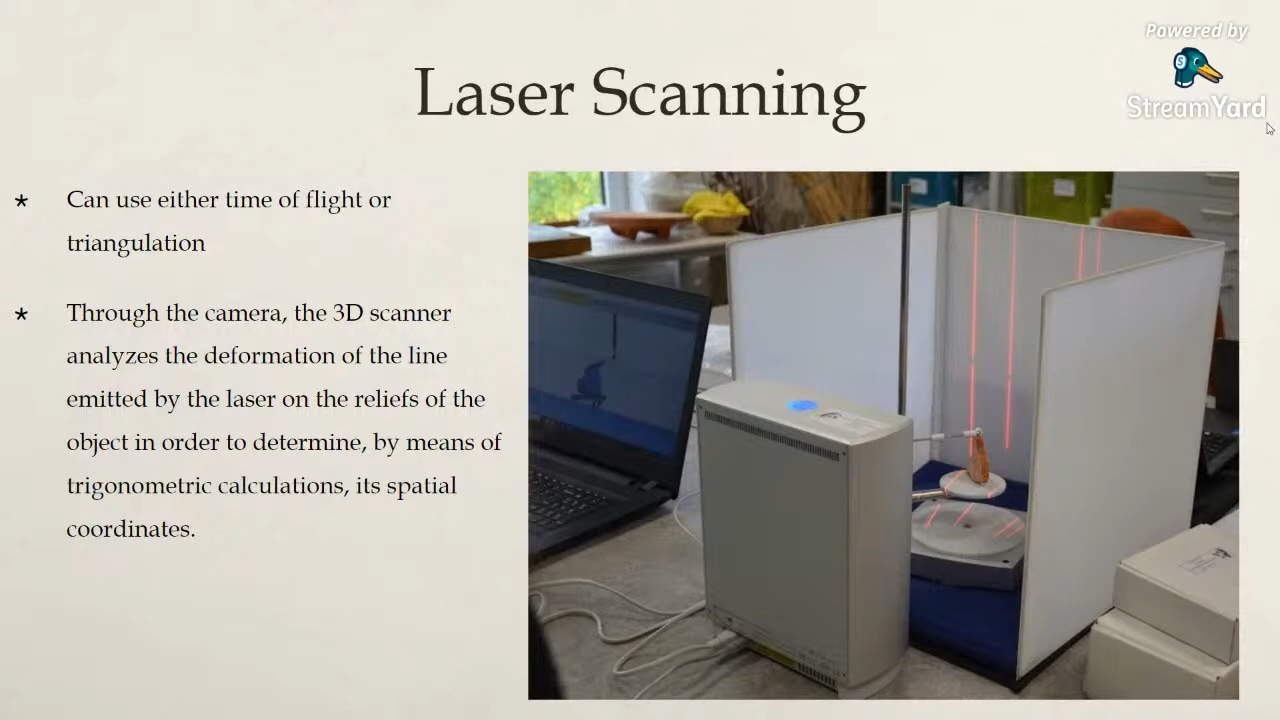 Powered by
StreamYard
Laser Scanning
* Can use either time of flight or
triangulation
* Through the camera, the 3D scanner
analyzes the deformation of the line
emitted by the laser on the reliefs of the
object in order to determine, by means of
trigonometric calculations, its spatial
coordinates.